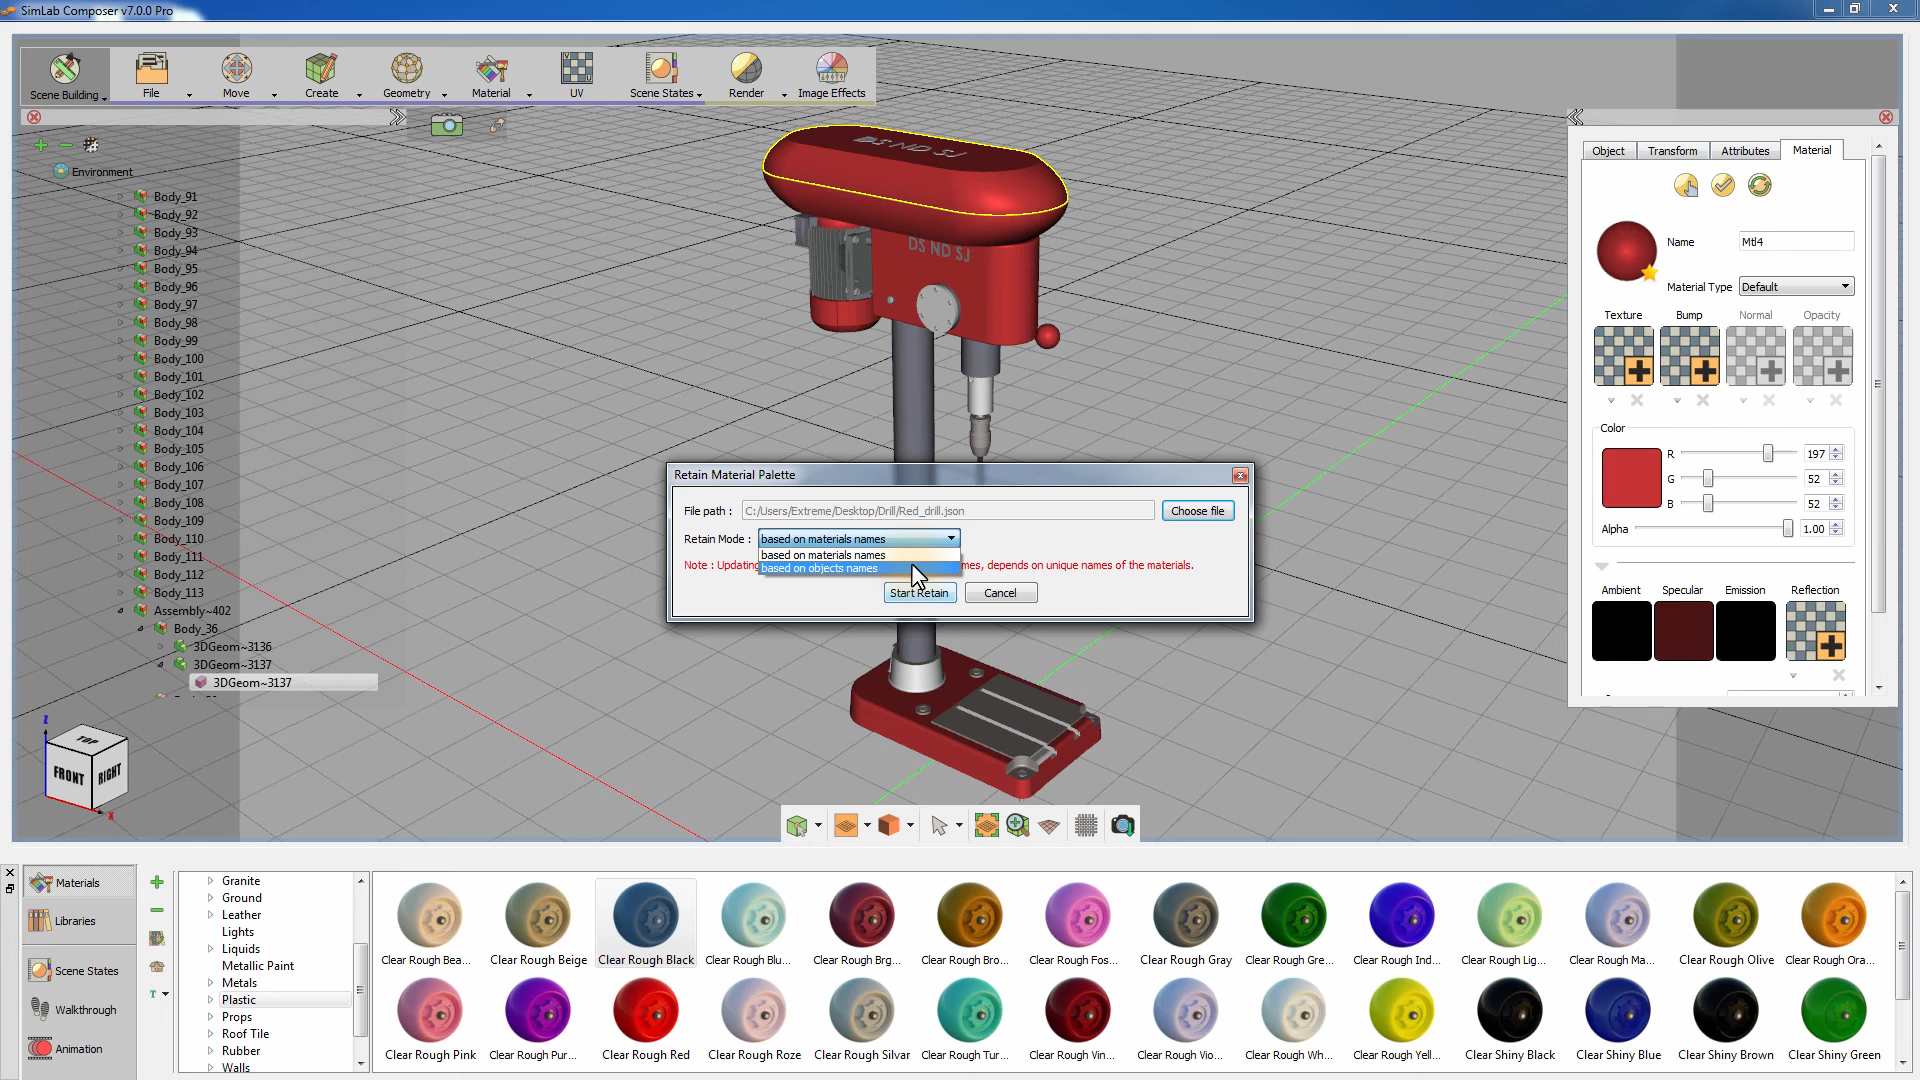 SimLab Composer v7.0.0 Pro
Scene Building
File
Move
Create
Geometry
Material
UV
Scene States
Render
Image Effects
Environment
Body_91
Body_92
Body_93
Body_94
Body_95
Body_96
Body_97
Body_98
Body_99
Body_100
Body_101
Body_102
Body_103
Body_104
Body_105
Body_106
Body_107
Body_108
Body_109
Body_110
Body_111
Body_112
Body_113
Assembly~402
Body_36
3DGeom~3136
3DGeom~3137
3DGeom~3137
DS ND SJ
DS ND SJ
Z
TOP
FRONT
RIGHT
X
Retain Material Palette
File path : C:/Users/Extreme/Desktop/Drill/Red_drill.json Choose file
Retain Mode : based on materials names
based on materials names
based on objects names
Note : Updating mes, depends on unique names of the materials.
Start Retain Cancel
Object Transform Attributes Material
Name Mtl4
Material Type Default
Texture Bump Normal Opacity
Color
R 197
G 52
B 52
Alpha 1.00
Ambient Specular Emission Reflection
Materials
Libraries
Scene States
Walkthrough
Animation
T
Granite
Ground
Leather
Lights
Liquids
Metallic Paint
Metals
Plastic
Props
Roof Tile
Rubber
Walls
Clear Rough Bea... Clear Rough Beige Clear Rough Black Clear Rough Blu... Clear Rough Brg... Clear Rough Bro... Clear Rough Fos... Clear Rough Gray Clear Rough Gre... Clear Rough Ind... Clear Rough Lig... Clear Rough Ma... Clear Rough Olive Clear Rough Ora...
Clear Rough Pink Clear Rough Pur... Clear Rough Red Clear Rough Roze Clear Rough Silvar Clear Rough Tur... Clear Rough Vin... Clear Rough Vio... Clear Rough Wh... Clear Rough Yell... Clear Shiny Black Clear Shiny Blue Clear Shiny Brown Clear Shiny Green